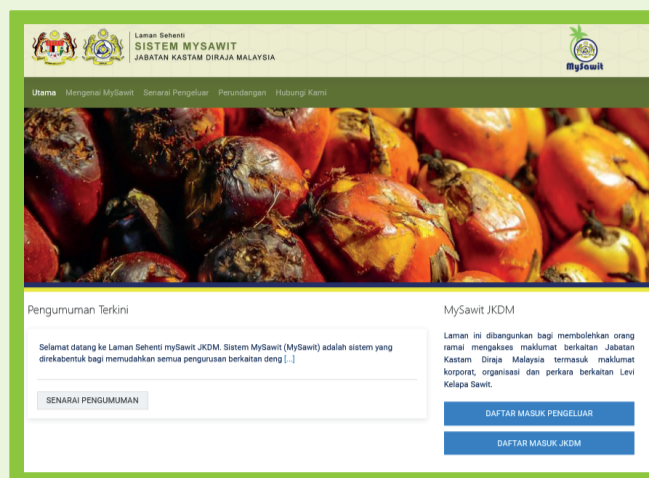 Laman Sehenti
SISTEM MYSAWIT
JABATAN KASTAM DIRAJA MALAYSIA
MySawit
Utama Mengenai MySawit Senarai Pengeluar Perundangan Hubungi Kami
Pengumuman Terkini
Selamat datang ke Laman Sehenti mySawit JKDM. Sistem MySawit (MySawit) adalah sistem yang
direkabentuk bagi memudahkan semua pengurusan berkaitan deng [...]
SENARAI PENGUMUMAN
MySawit JKDM
Laman ini dibangunkan bagi membolehkan orang
ramai mengakses maklumat berkaitan Jabatan
Kastam Diraja Malaysia termasuk maklumat
korporat, organisasi dan perkara berkaitan Levi
Kelapa Sawit.
DAFTAR MASUK PENGELUAR
DAFTAR MASUK JKDM